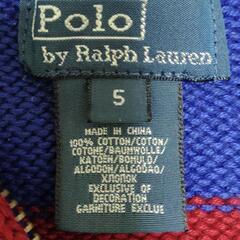 Polo
by Ralph Lauren
5
MADE IN CHINA
100% COTTON/COTON/
COTONE/BAUMWOLLE/
KATOEN/BOMULD/
ALGODON/ALGODAO/
ХЛОПОК
EXCLUSIVE OF
DECORATION
GARNITURE EXCLUE